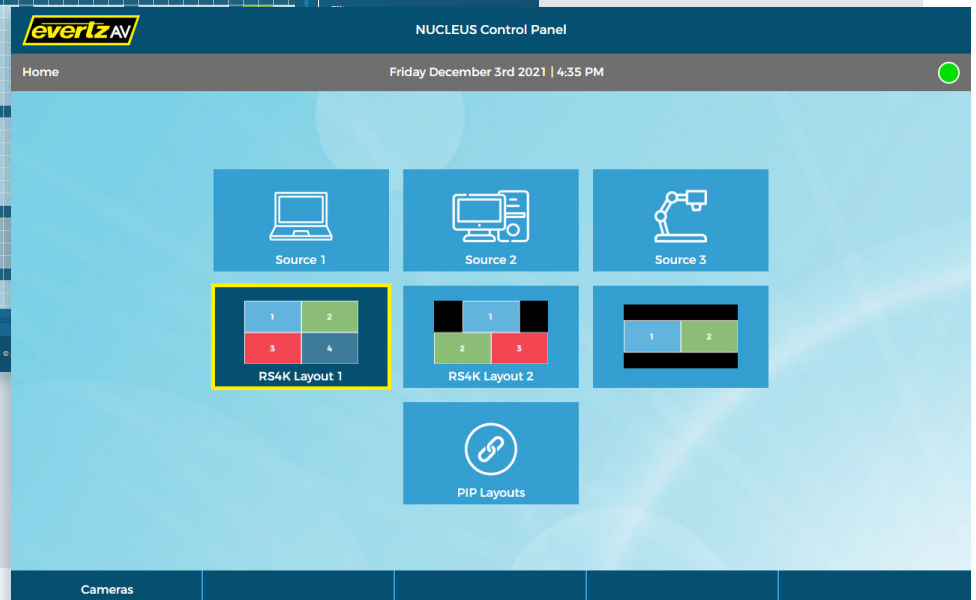 evertz AV
NUCLEUS Control Panel
Home
Friday December 3rd 2021 | 4:35 PM
Source 1
Source 2
Source 3
1
2
3
4
RS4K Layout 1
1
2
3
RS4K Layout 2
1
2
PIP Layouts
Cameras
©